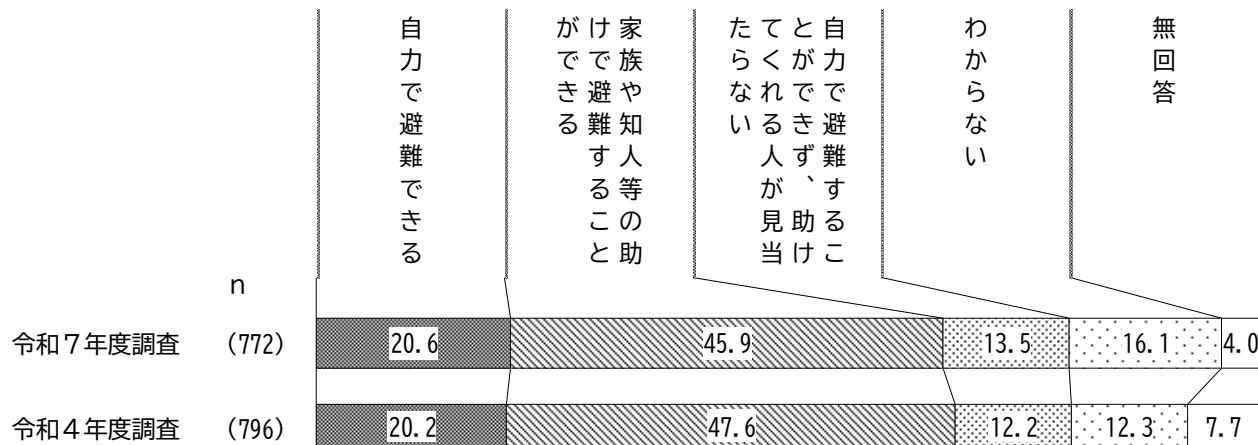 自力で避難できる
家族や知人等の助
けで避難すること
ができる
自力で避難するこ
とができず、助け
てくれる人が見当
たらない
わからない
無回答
n
令和７年度調査 (772) 20.6 45.9 13.5 16.1 4.0
令和４年度調査 (796) 20.2 47.6 12.2 12.3 7.7